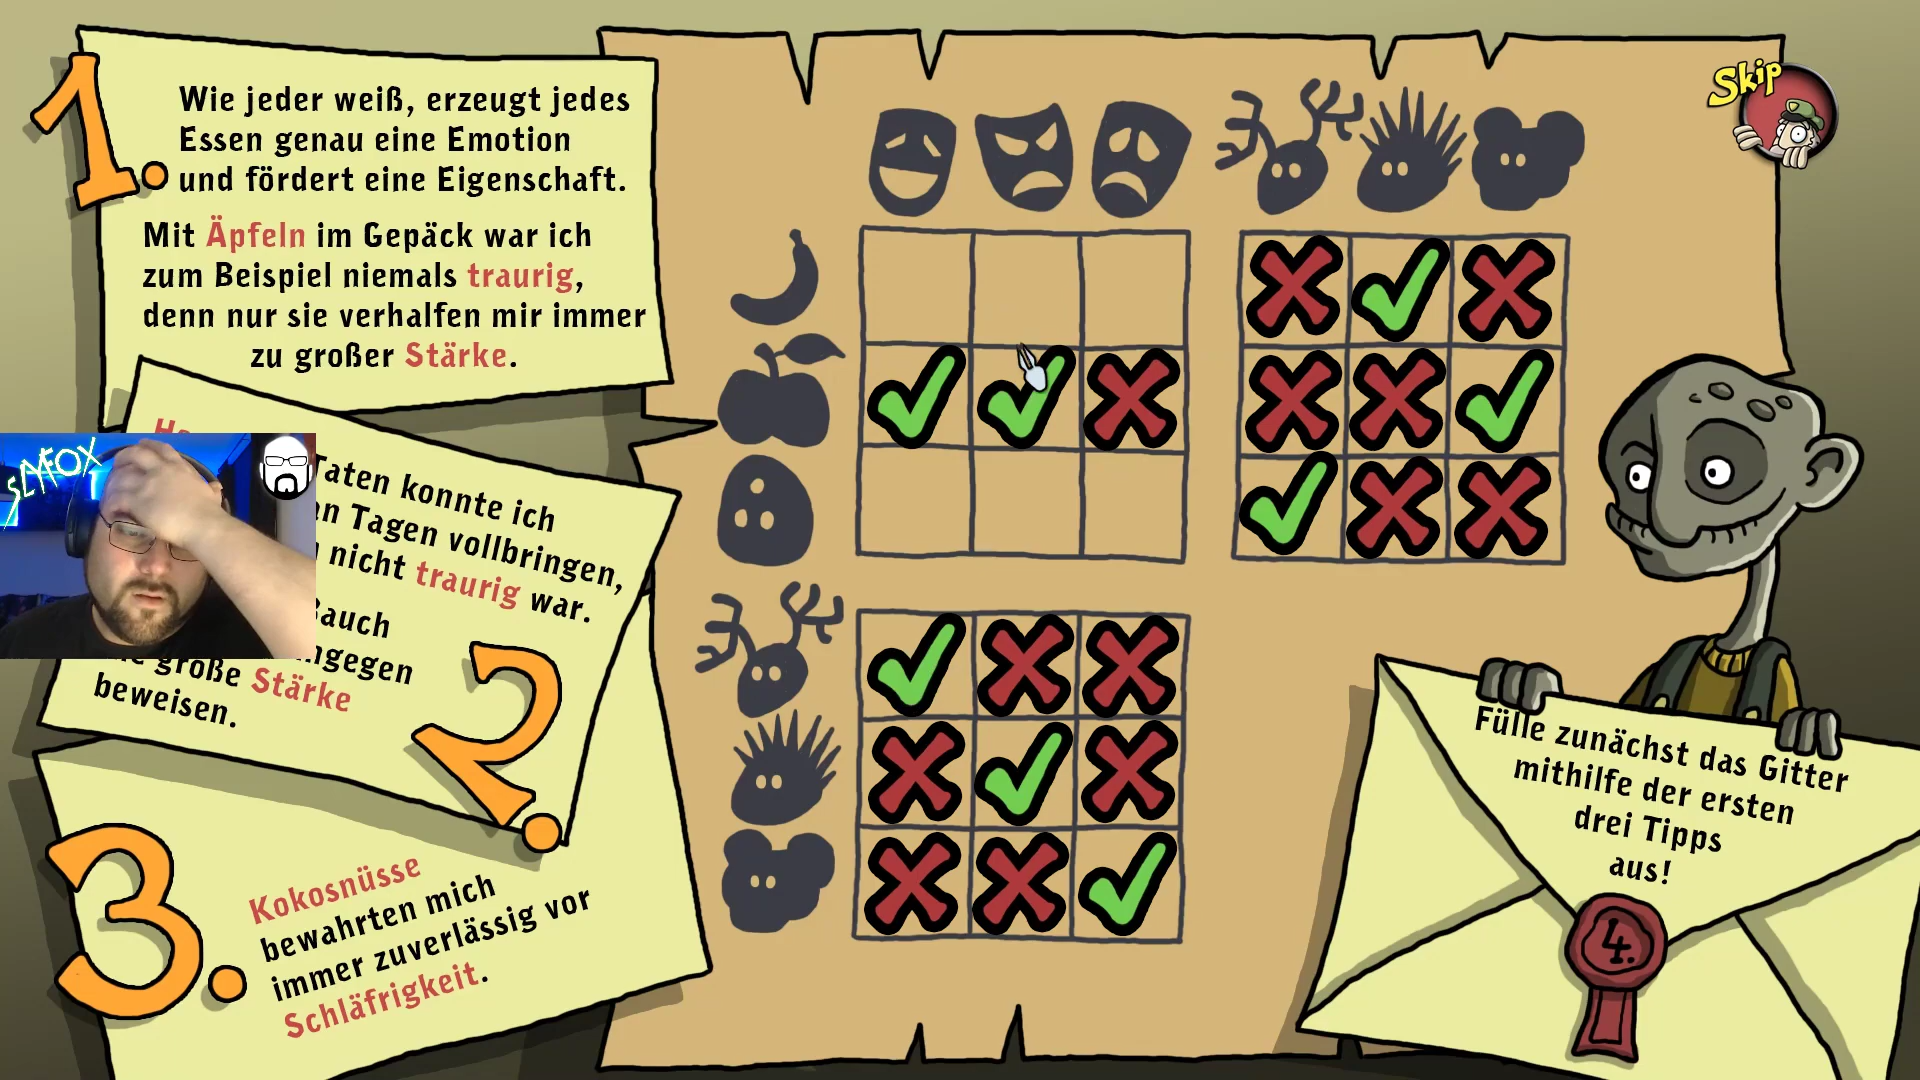 1.
Wie jeder weiß, erzeugt jedes
Essen genau eine Emotion
und fördert eine Eigenschaft.
Mit Äpfeln im Gepäck war ich
zum Beispiel niemals traurig,
denn nur sie verhalfen mir immer
zu großer Stärke.
Taten konnte ich
Tagen vollbringen,
nicht traurig war.
große Stärke
beweisen.
2.
3.
Kokosnüsse
bewahrten mich
immer zuverlässig vor
Schläfrigkeit.
Skip
Fülle zunächst das Gitter
mithilfe der ersten
drei Tipps
aus!
4.
SLAYFOX